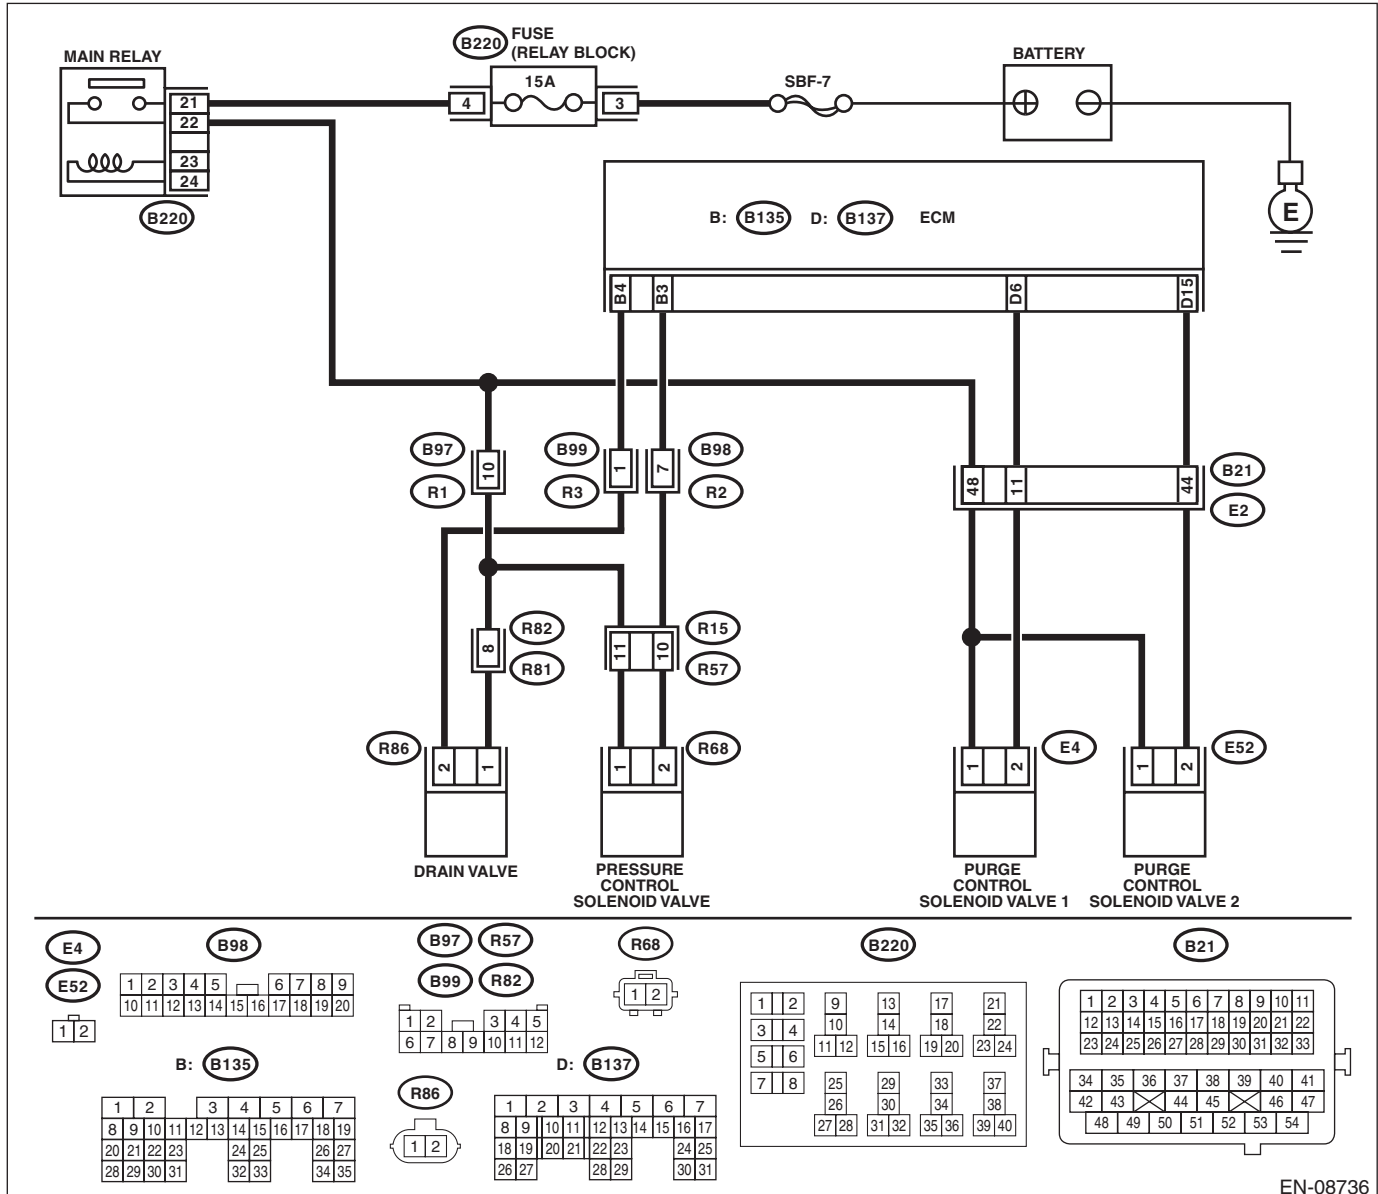 B220 FUSE
(RELAY BLOCK)
MAIN RELAY
BATTERY
15A
SBF-7
21
4
3
22
23
24
B220
E
B: B135 D: B137 ECM
B4 B3 D6 D15
B97 B99 B98 B21
10 1 7 48 11 44
R1 R3 R2 E2
R82 R15
8 11 10
R81 R57
R86 R68 E4 E52
2 1 1 2 1 2 1 2
DRAIN VALVE
PRESSURE
CONTROL
SOLENOID VALVE
PURGE
CONTROL
SOLENOID VALVE 1
PURGE
CONTROL
SOLENOID VALVE 2
E4
E52
1 2
B98
1 2 3 4 5 6 7 8 9
10 11 12 13 14 15 16 17 18 19 20
B97 R57
B99 R82
1 2 3 4 5
6 7 8 9 10 11 12
R68
1 2
B220
1 2 9 13 17 21
3 4 10 14 18 22
5 6 11 12 15 16 19 20 23 24
7 8 25 29 33 37
26 30 34 38
27 28 31 32 35 36 39 40
B21
1 2 3 4 5 6 7 8 9 10 11
12 13 14 15 16 17 18 19 20 21 22
23 24 25 26 27 28 29 30 31 32 33
34 35 36 37 38 39 40 41
42 43 44 45 46 47
48 49 50 51 52 53 54
B: B135
1 2 3 4 5 6 7
8 9 10 11 12 13 14 15 16 17 18 19
20 21 22 23 24 25 26 27
28 29 30 31 32 33 34 35
R86
1 2
D: B137
1 2 3 4 5 6 7
8 9 10 11 12 13 14 15 16 17
18 19 20 21 22 23 24 25
26 27 28 29 30 31
EN-08736